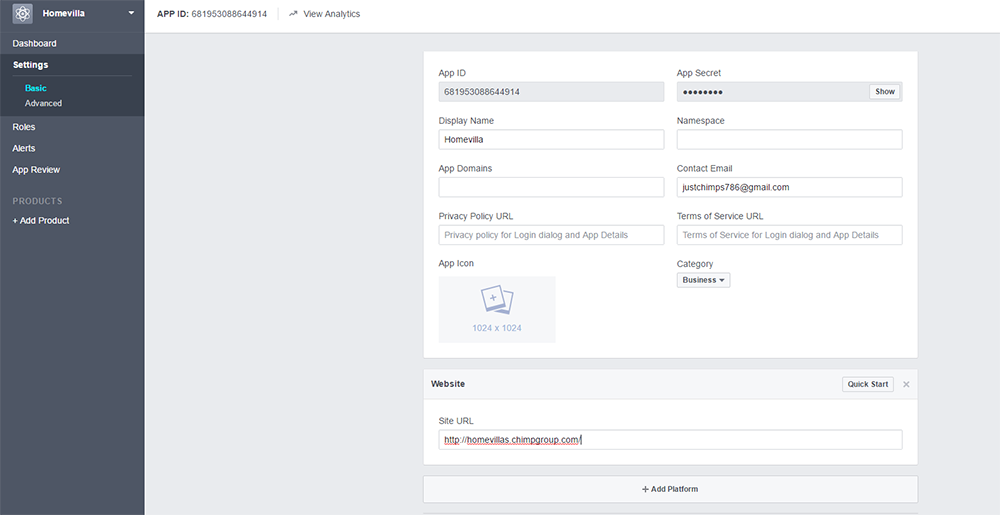 Homevilla
APP ID: 681953088644914
View Analytics
Dashboard
Settings
Basic
Advanced
Roles
Alerts
App Review
PRODUCTS
+ Add Product
App ID
App Secret
681953088644914
●●●●●●●●
Show
Display Name
Namespace
Homevilla
App Domains
Contact Email
justchimps786@gmail.com
Privacy Policy URL
Terms of Service URL
Privacy policy for Login dialog and App Details
Terms of Service for Login dialog and App Details
App Icon
Category
Business
1024 x 1024
Website
Quick Start
Site URL
http://homevillas.chimpgroup.com/
+ Add Platform